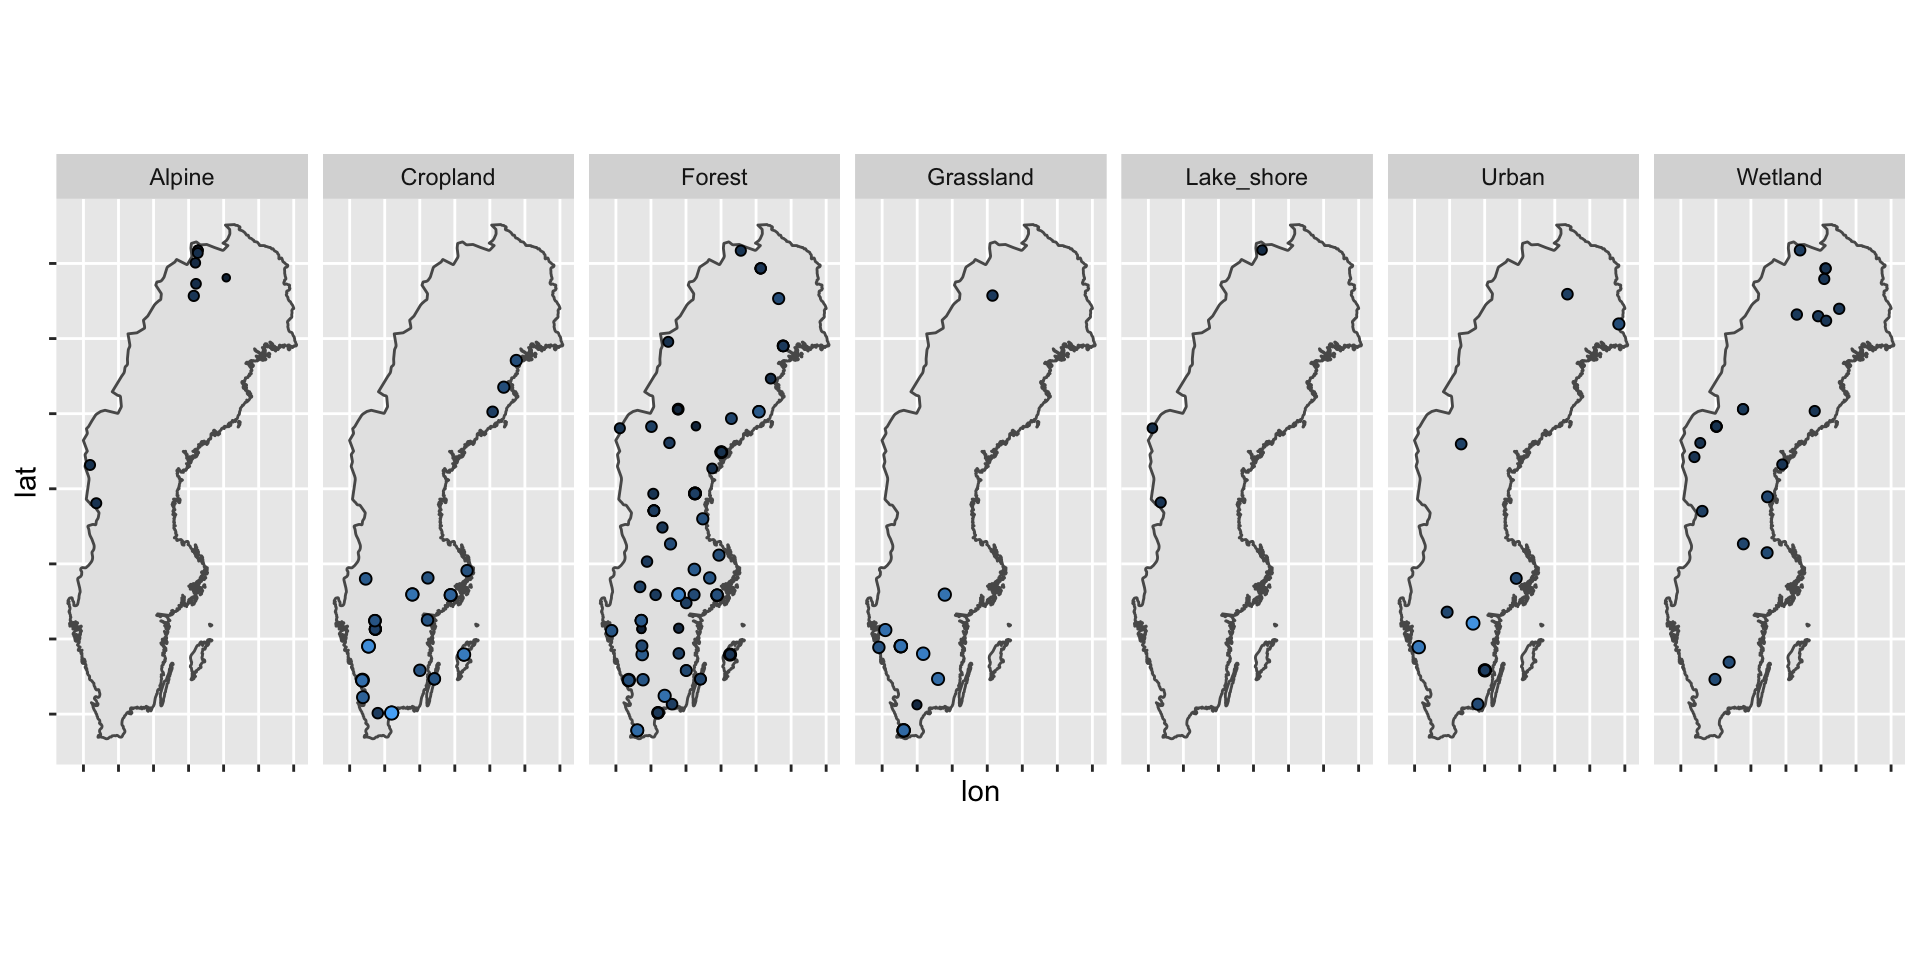 Alpine
Cropland
Forest
Grassland
Lake_shore
Urban
Wetland
lat
lon